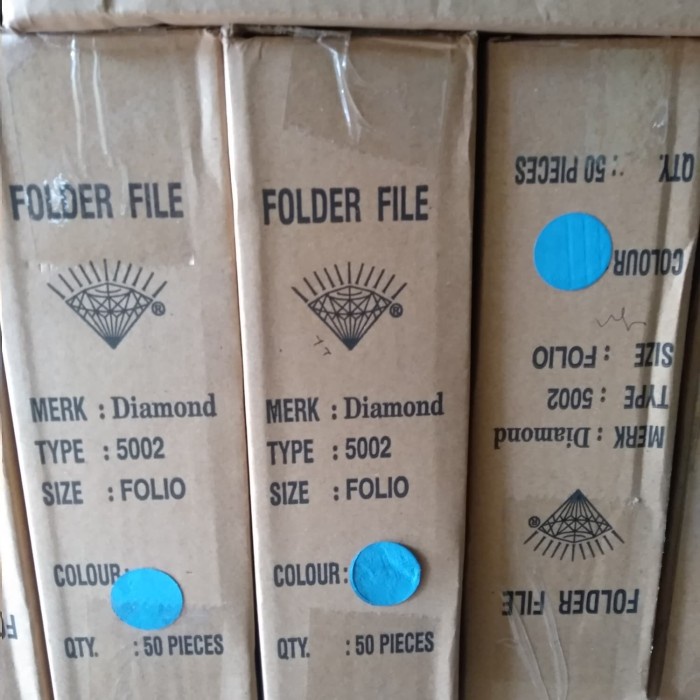 FOLDER FILE
®
MERK : Diamond
TYPE : 5002
SIZE : FOLIO
COLOUR:
QTY. : 50 PIECES
FOLDER FILE
®
77
MERK : Diamond
TYPE : 5002
SIZE : FOLIO
COLOUR:
QTY. : 50 PIECES
FOLDER FILE
®
MERK : Diamond
TYPE : 5002
SIZE : FOLIO
COLOUR
QTY. : 50 PIECES